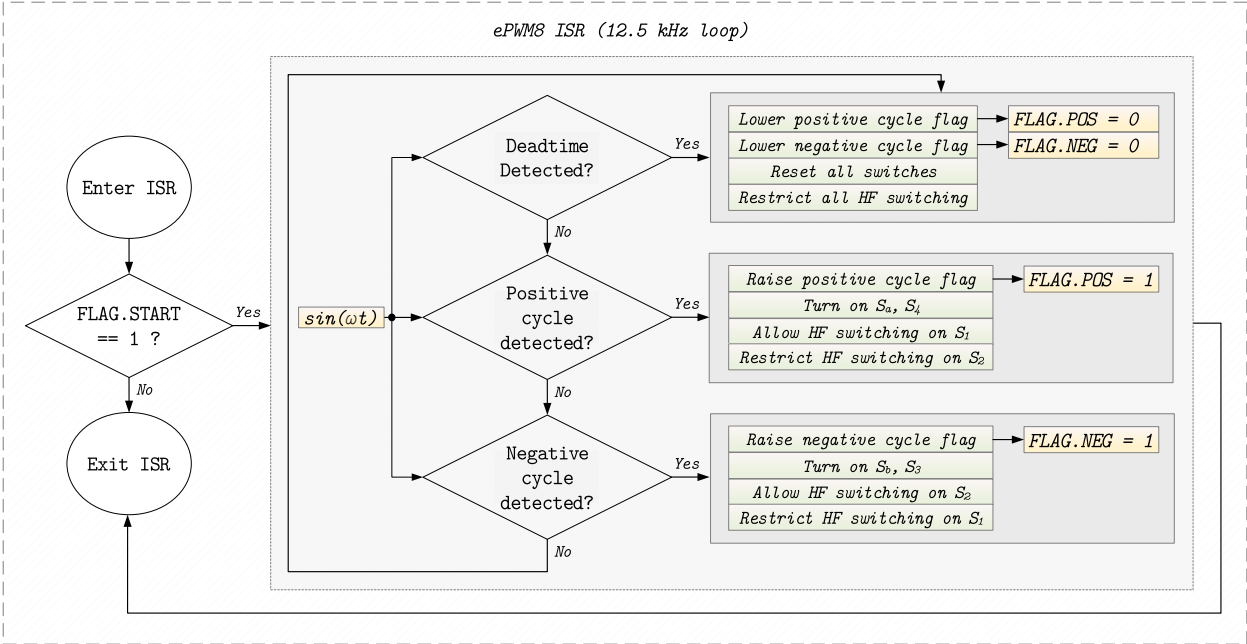 ePWM8 ISR (12.5 kHz loop)
Enter ISR
FLAG.START
== 1 ?
Yes
No
Exit ISR
sin(ωt)
Deadtime
Detected?
Yes
No
Lower positive cycle flag
FLAG.POS = 0
Lower negative cycle flag
FLAG.NEG = 0
Reset all switches
Restrict all HF switching
Positive
cycle
detected?
Yes
No
Raise positive cycle flag
FLAG.POS = 1
Turn on Sₐ, S₄
Allow HF switching on S₁
Restrict HF switching on S₂
Negative
cycle
detected?
Yes
No
Raise negative cycle flag
FLAG.NEG = 1
Turn on S_b, S₃
Allow HF switching on S₂
Restrict HF switching on S₁